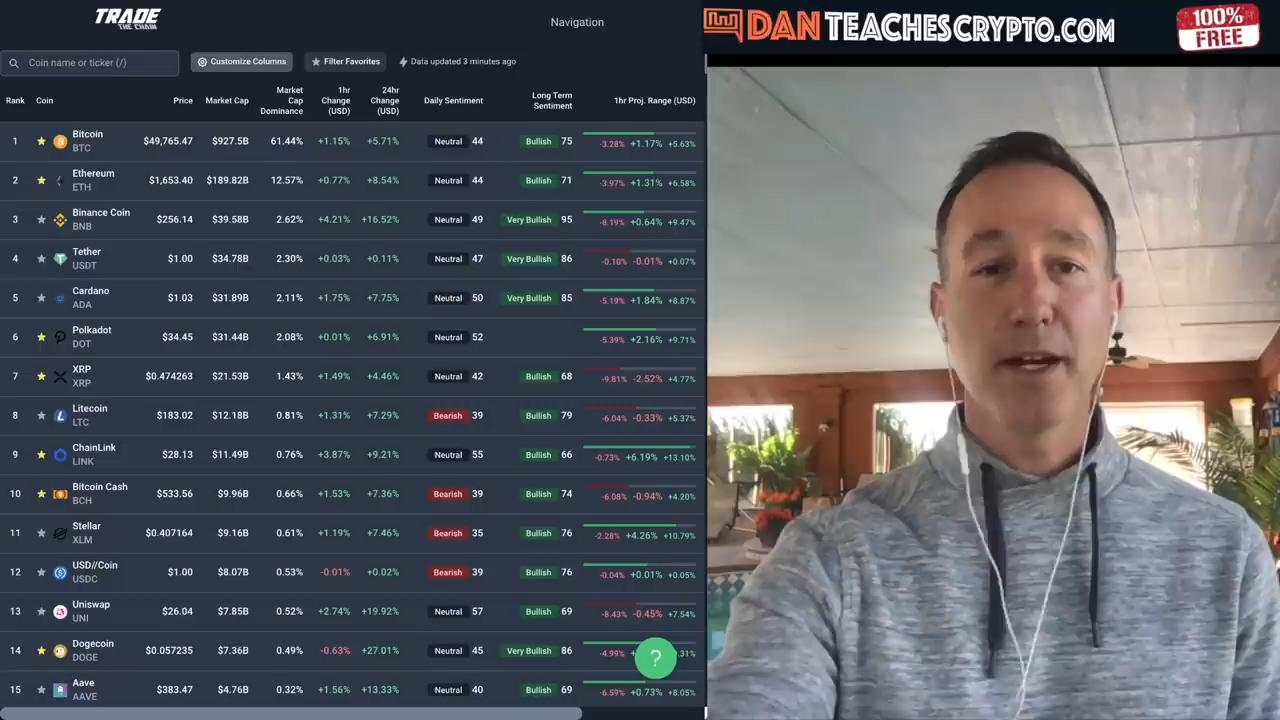 TRADE
THE CHAIN
Navigation
DANTEACHESCRYPTO.COM
100%
FREE
Coin name or ticker (/)
Customize Columns
Filter Favorites
Data updated 3 minutes ago
Rank Coin Price Market Cap Market Cap Dominance 1hr Change (USD) 24hr Change (USD) Daily Sentiment Long Term Sentiment 1hr Proj. Range (USD)
1 Bitcoin BTC $49,765.47 $927.5B 61.44% +1.15% +5.71% Neutral 44 Bullish 75 -3.28% +1.17% +5.63%
2 Ethereum ETH $1,653.40 $189.82B 12.57% +0.77% +8.54% Neutral 44 Bullish 71 -3.97% +1.31% +6.58%
3 Binance Coin BNB $256.14 $39.58B 2.62% +4.21% +16.52% Neutral 49 Very Bullish 95 -8.19% +0.64% +9.47%
4 Tether USDT $1.00 $34.78B 2.30% +0.03% +0.11% Neutral 47 Very Bullish 86 -0.10% -0.01% +0.07%
5 Cardano ADA $1.03 $31.89B 2.11% +1.75% +7.75% Neutral 50 Very Bullish 85 -5.19% +1.84% +8.87%
6 Polkadot DOT $34.45 $31.44B 2.08% +0.01% +6.91% Neutral 52 -5.39% +2.16% +9.71%
7 XRP XRP $0.474263 $21.53B 1.43% +1.49% +4.46% Neutral 42 Bullish 68 -9.81% -2.52% +4.77%
8 Litecoin LTC $183.02 $12.18B 0.81% +1.31% +7.29% Bearish 39 Bullish 79 -6.04% -0.33% +5.37%
9 ChainLink LINK $28.13 $11.49B 0.76% +3.87% +9.21% Neutral 55 Bullish 66 -0.73% +6.19% +13.10%
10 Bitcoin Cash BCH $533.56 $9.96B 0.66% +1.53% +7.36% Bearish 39 Bullish 74 -6.08% -0.94% +4.20%
11 Stellar XLM $0.407164 $9.16B 0.61% +1.19% +7.46% Bearish 35 Bullish 76 -2.28% +4.26% +10.79%
12 USD//Coin USDC $1.00 $8.07B 0.53% -0.01% +0.02% Bearish 39 Bullish 76 -0.04% +0.01% +0.05%
13 Uniswap UNI $26.04 $7.85B 0.52% +2.74% +19.92% Neutral 57 Bullish 69 -8.43% -0.45% +7.54%
14 Dogecoin DOGE $0.057235 $7.36B 0.49% -0.63% +27.01% Neutral 45 Very Bullish 86 -4.99% ?
15 Aave AAVE $383.47 $4.76B 0.32% +1.56% +13.33% Neutral 40 Bullish 69 -6.59% +0.73% +8.05%